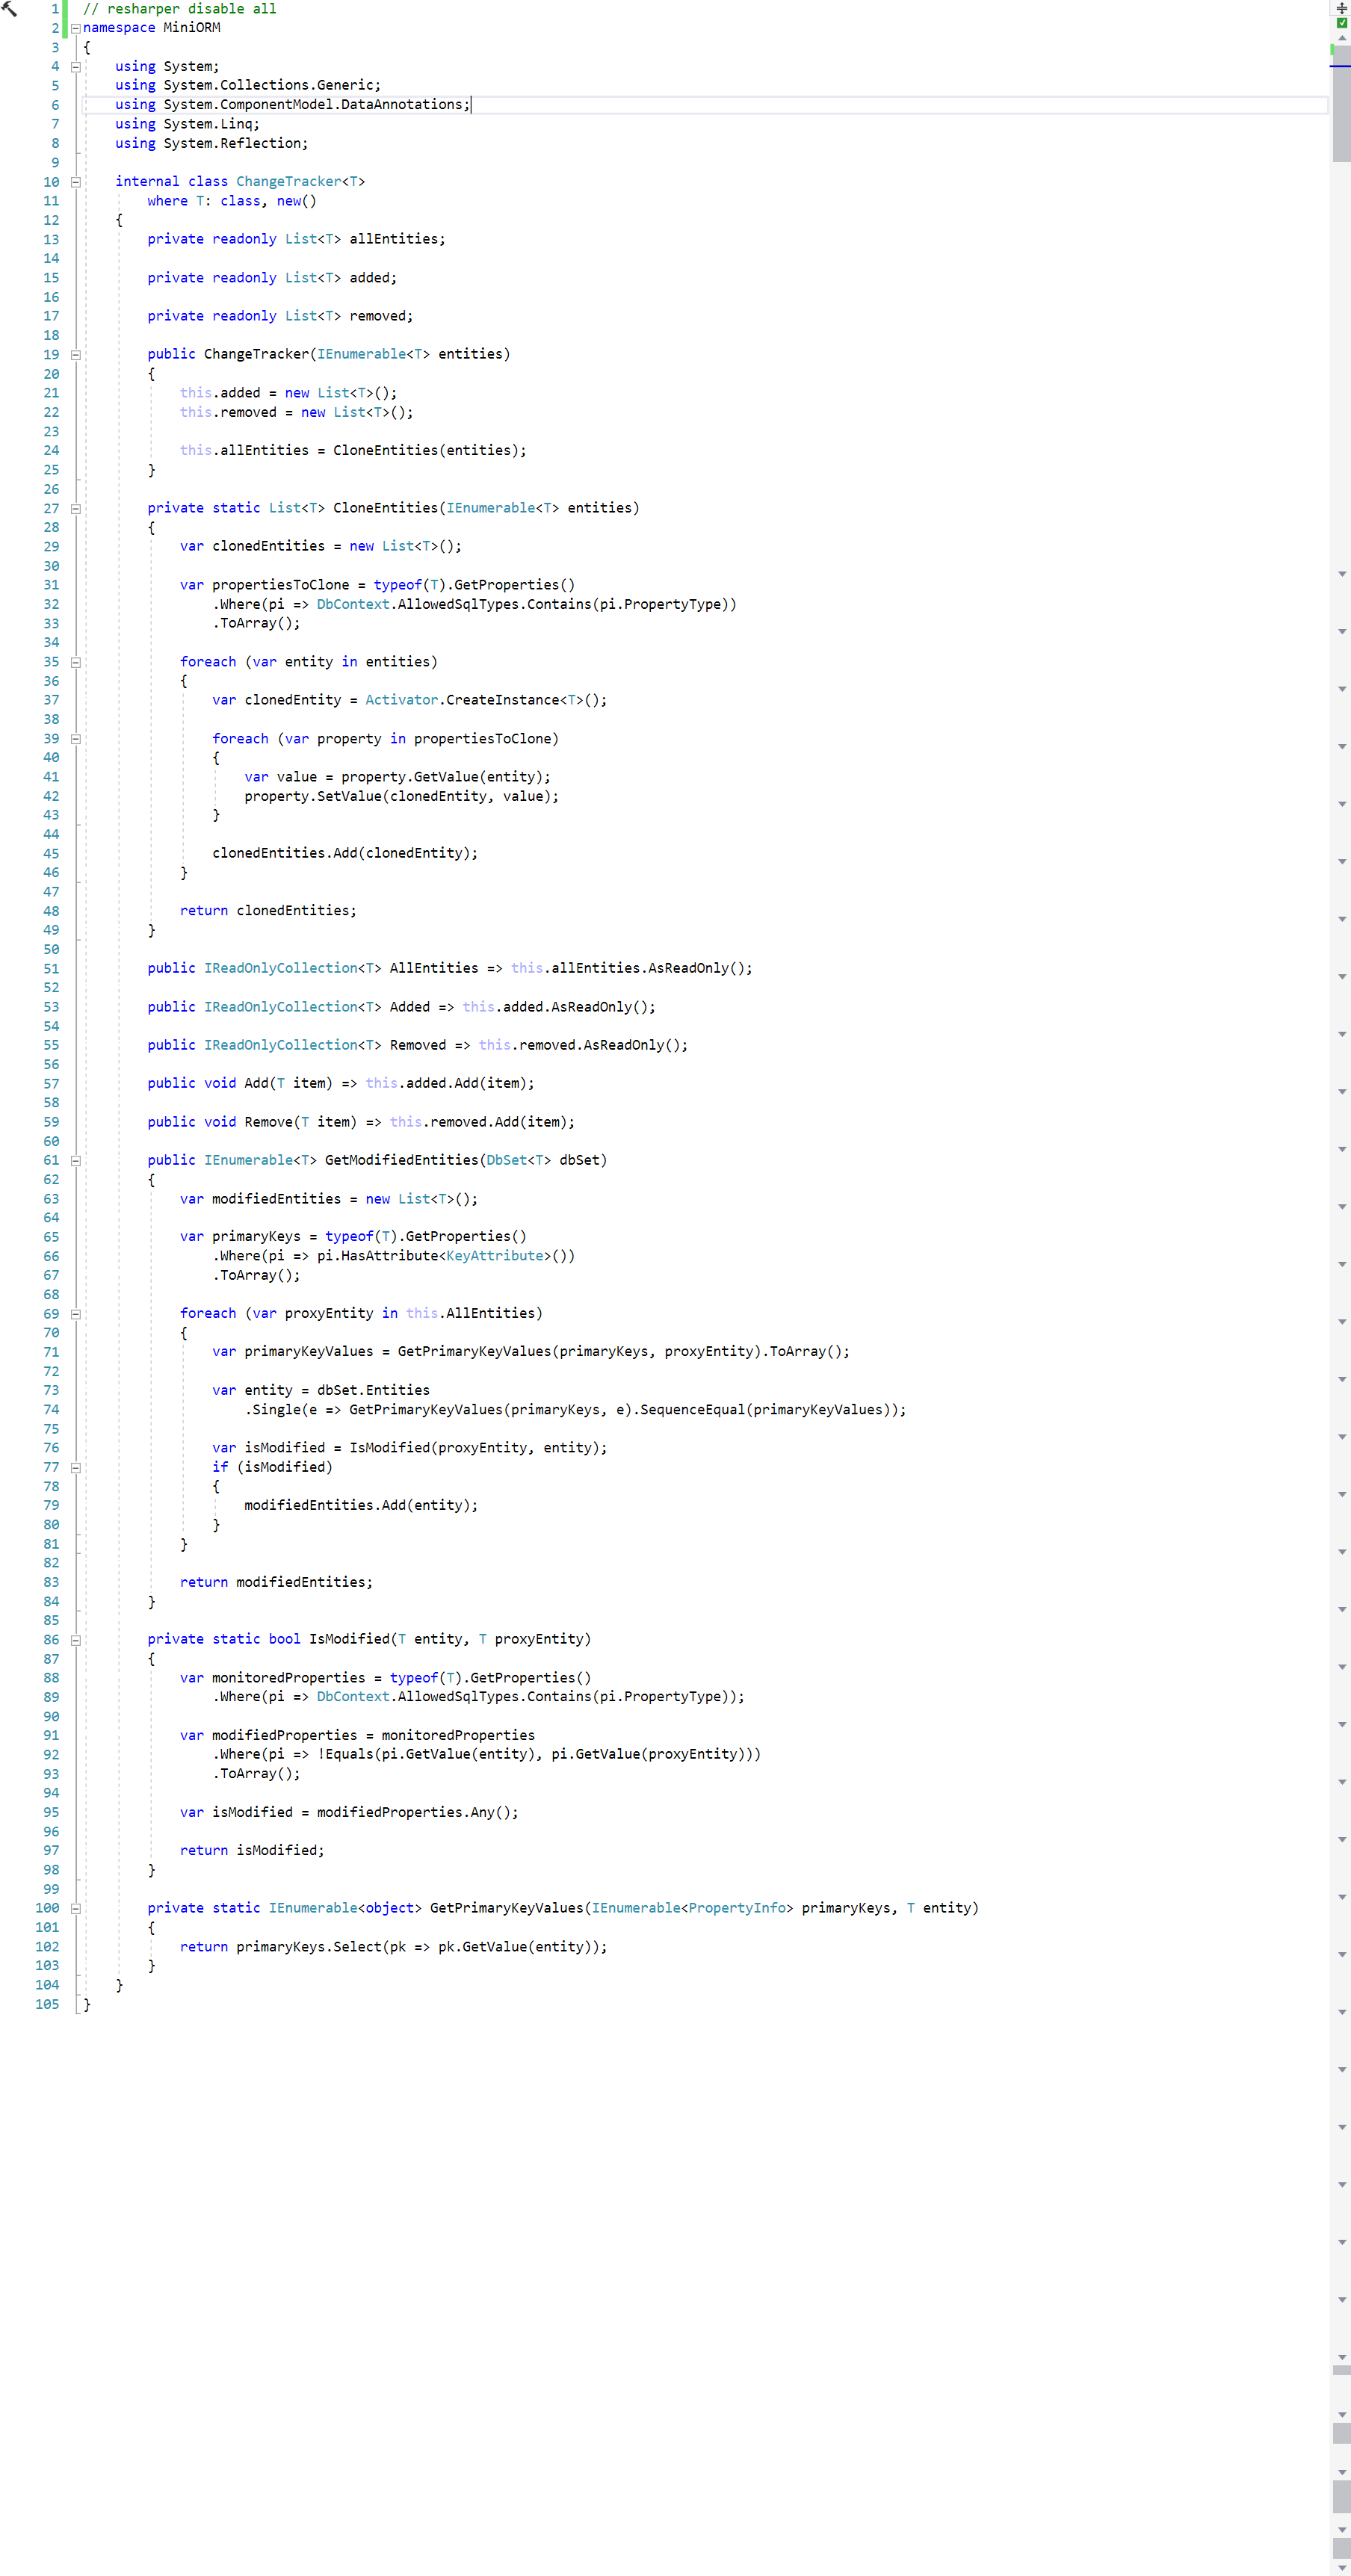 1 // resharper disable all
2 namespace MiniORM
3 {
4     using System;
5     using System.Collections.Generic;
6     using System.ComponentModel.DataAnnotations;
7     using System.Linq;
8     using System.Reflection;
9
10     internal class ChangeTracker<T>
11         where T: class, new()
12     {
13         private readonly List<T> allEntities;
14
15         private readonly List<T> added;
16
17         private readonly List<T> removed;
18
19         public ChangeTracker(IEnumerable<T> entities)
20         {
21             this.added = new List<T>();
22             this.removed = new List<T>();
23
24             this.allEntities = CloneEntities(entities);
25         }
26
27         private static List<T> CloneEntities(IEnumerable<T> entities)
28         {
29             var clonedEntities = new List<T>();
30
31             var propertiesToClone = typeof(T).GetProperties()
32                 .Where(pi => DbContext.AllowedSqlTypes.Contains(pi.PropertyType))
33                 .ToArray();
34
35             foreach (var entity in entities)
36             {
37                 var clonedEntity = Activator.CreateInstance<T>();
38
39                 foreach (var property in propertiesToClone)
40                 {
41                     var value = property.GetValue(entity);
42                     property.SetValue(clonedEntity, value);
43                 }
44
45                 clonedEntities.Add(clonedEntity);
46             }
47
48             return clonedEntities;
49         }
50
51         public IReadOnlyCollection<T> AllEntities => this.allEntities.AsReadOnly();
52
53         public IReadOnlyCollection<T> Added => this.added.AsReadOnly();
54
55         public IReadOnlyCollection<T> Removed => this.removed.AsReadOnly();
56
57         public void Add(T item) => this.added.Add(item);
58
59         public void Remove(T item) => this.removed.Add(item);
60
61         public IEnumerable<T> GetModifiedEntities(DbSet<T> dbSet)
62         {
63             var modifiedEntities = new List<T>();
64
65             var primaryKeys = typeof(T).GetProperties()
66                 .Where(pi => pi.HasAttribute<KeyAttribute>())
67                 .ToArray();
68
69             foreach (var proxyEntity in this.AllEntities)
70             {
71                 var primaryKeyValues = GetPrimaryKeyValues(primaryKeys, proxyEntity).ToArray();
72
73                 var entity = dbSet.Entities
74                     .Single(e => GetPrimaryKeyValues(primaryKeys, e).SequenceEqual(primaryKeyValues));
75
76                 var isModified = IsModified(proxyEntity, entity);
77                 if (isModified)
78                 {
79                     modifiedEntities.Add(entity);
80                 }
81             }
82
83             return modifiedEntities;
84         }
85
86         private static bool IsModified(T entity, T proxyEntity)
87         {
88             var monitoredProperties = typeof(T).GetProperties()
89                 .Where(pi => DbContext.AllowedSqlTypes.Contains(pi.PropertyType));
90
91             var modifiedProperties = monitoredProperties
92                 .Where(pi => !Equals(pi.GetValue(entity), pi.GetValue(proxyEntity)))
93                 .ToArray();
94
95             var isModified = modifiedProperties.Any();
96
97             return isModified;
98         }
99
100         private static IEnumerable<object> GetPrimaryKeyValues(IEnumerable<PropertyInfo> primaryKeys, T entity)
101         {
102             return primaryKeys.Select(pk => pk.GetValue(entity));
103         }
104     }
105 }